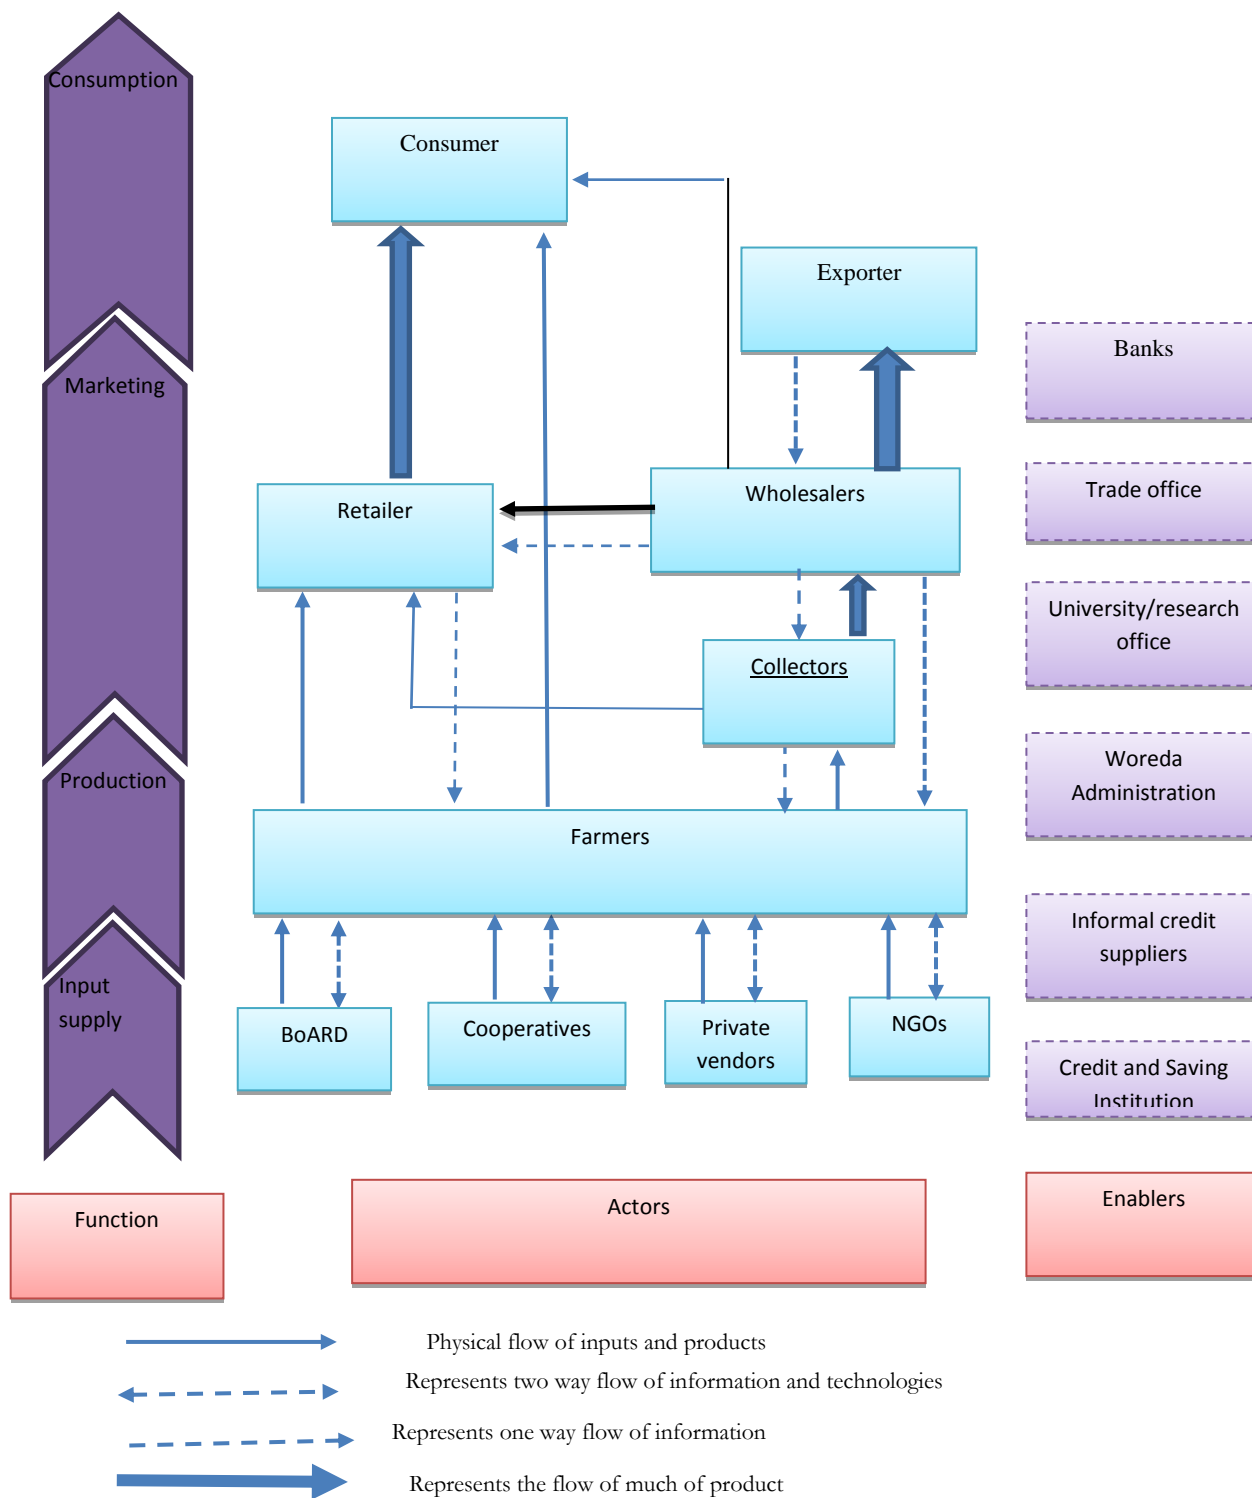 Consumption
Consumer
Exporter
Banks
Marketing
Wholesalers
Trade office
Retailer
University/research
office
Collectors
Woreda
Administration
Production
Farmers
Informal credit
suppliers
Input
supply
BoARD
Cooperatives
Private
vendors
NGOs
Credit and Saving
Institution
Function
Actors
Enablers
Physical flow of inputs and products
Represents two way flow of information and technologies
Represents one way flow of information
Represents the flow of much of product